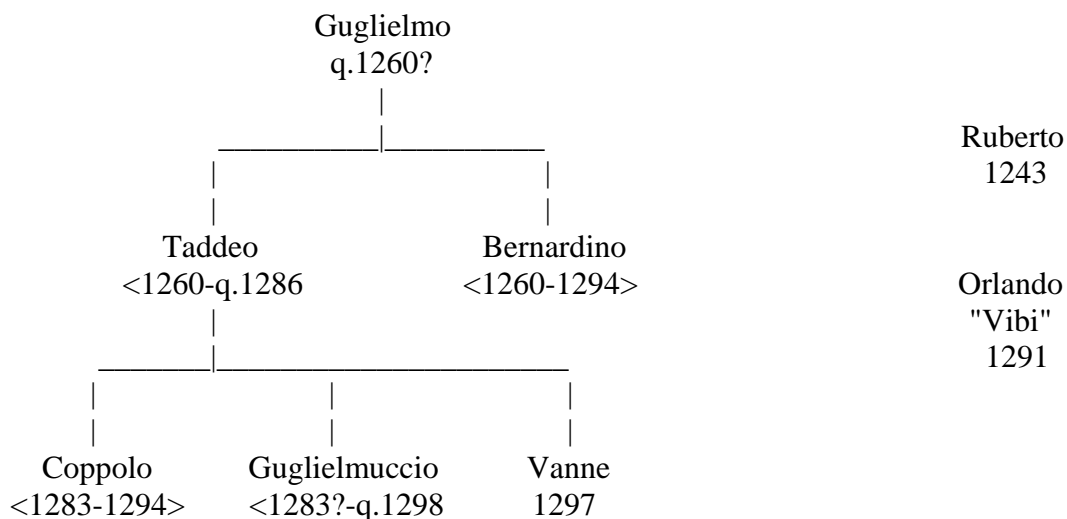 Guglielmo
q.1260?
Ruberto
1243
Taddeo Bernardino
<1260-q.1286 <1260-1294>
Orlando
"Vibi"
1291
Coppolo Guglielmuccio Vanne
<1283-1294> <1283?-q.1298 1297